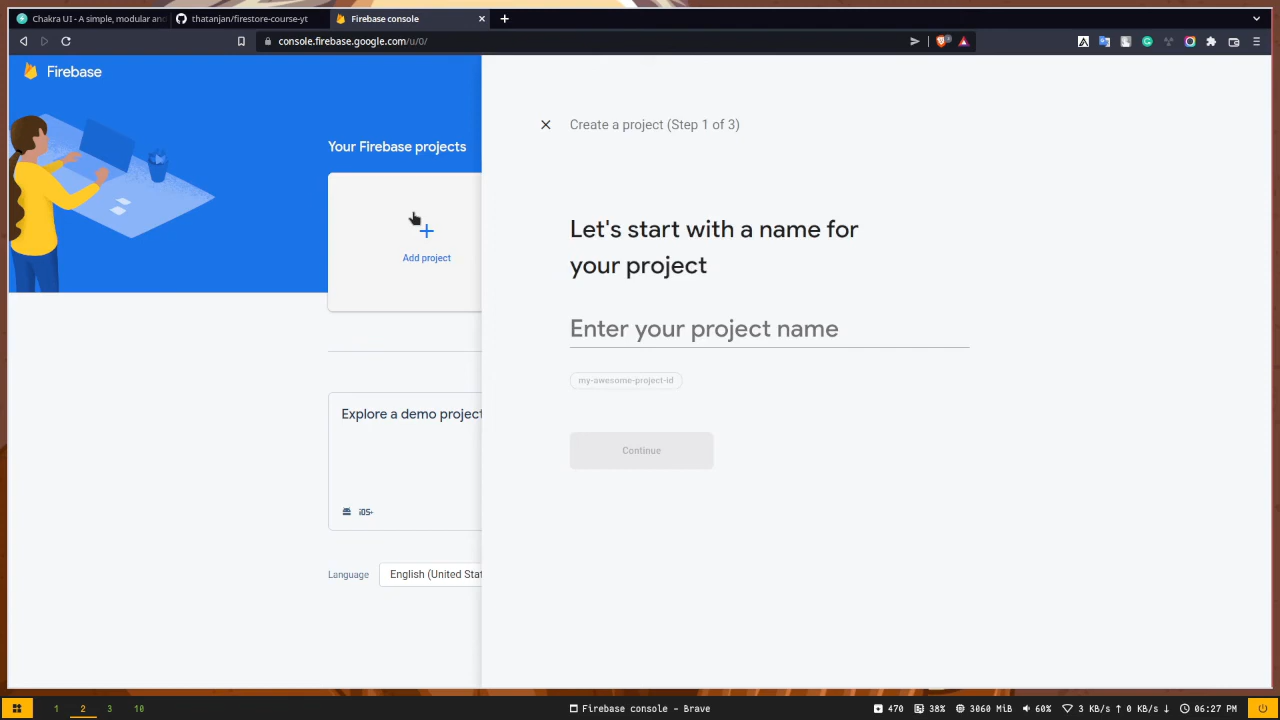 Chakra UI - A simple, modular and
thatanjan/firestore-course-yt
Firebase console
console.firebase.google.com/u/0/
Firebase
Create a project (Step 1 of 3)
Your Firebase projects
Add project
Let's start with a name for
your project
Enter your project name
my-awesome-project-id
Continue
Explore a demo project
iOS+
Language
English (United Stat
1 2 3 10
Firebase console - Brave
470
38%
3060 MiB
60%
3 KB/s ↑ 0 KB/s ↓
06:27 PM